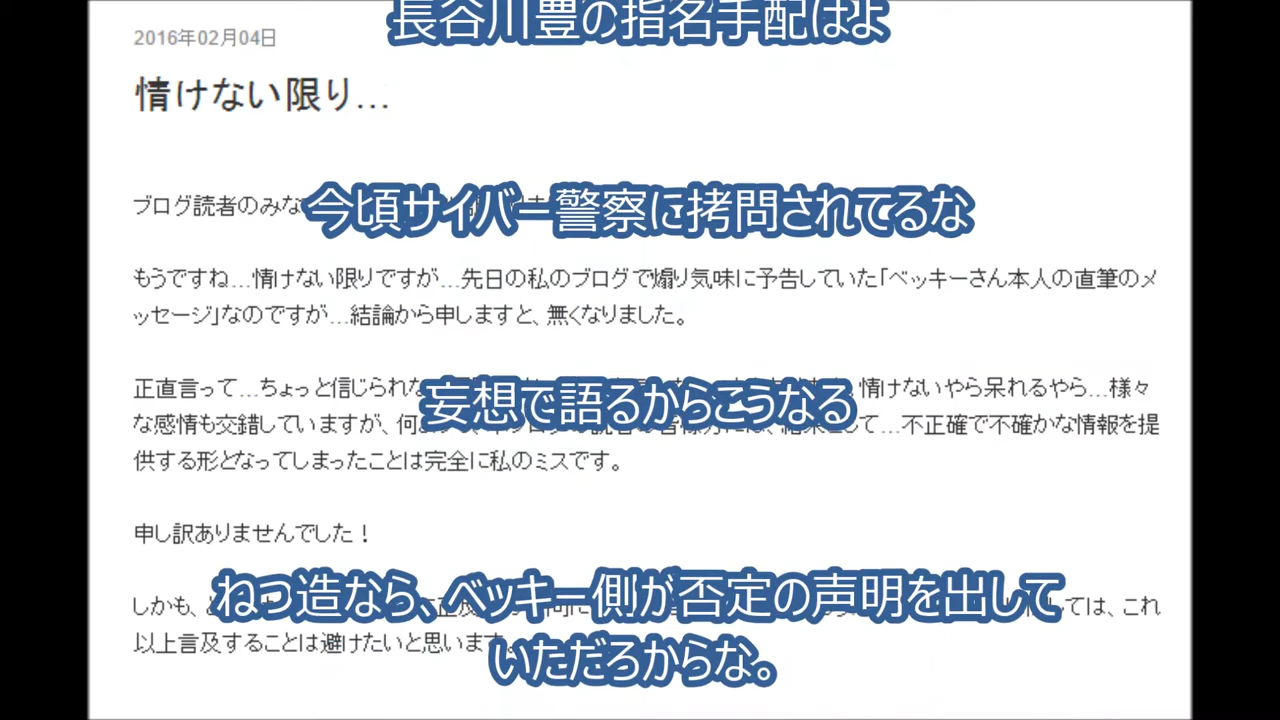 長谷川豊の指名手配はよ
2016年02月04日
情けない限り…
ブログ読者のみな
今頃サイバー警察に拷問されてるな
もうですね…情けない限りですが…先日の私のブログで煽り気味に予告していた「ベッキーさん本人の直筆のメ
ッセージ」なのですが…結論から申しますと、無くなりました。
正直言って…ちょっと信じられな 情けないやら呆れるやら…様々
妄想で語るからこうなる
な感情も交錯していますが、何 して…不正確で不確かな情報を提
供する形となってしまったことは完全に私のミスです。
申し訳ありませんでした！
ねつ造なら、ベッキー側が否定の声明を出して
しかも、 しては、これ
以上言及することは避けたいと思います。
いただろからな。